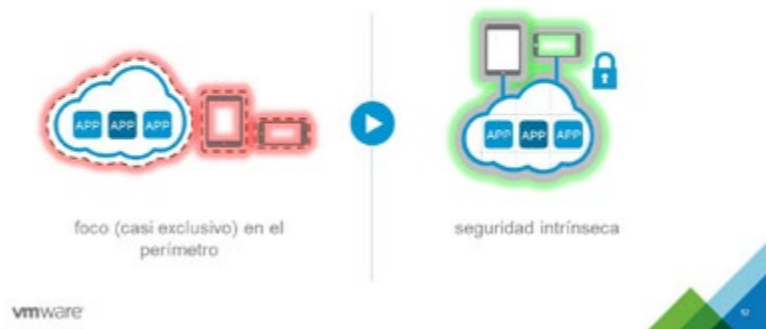 APP APP APP
APP APP APP
foco (casi exclusivo) en el
perímetro
seguridad intrínseca
vmware